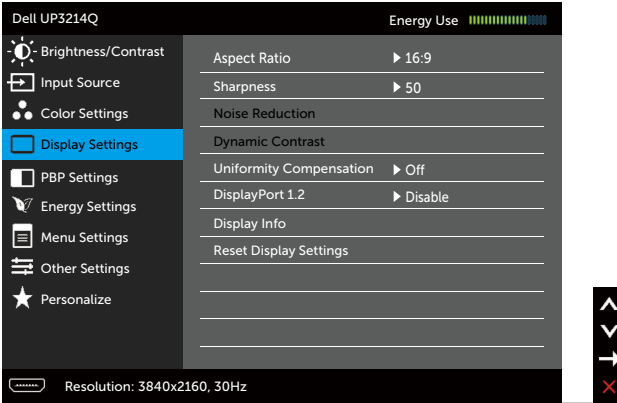 Dell UP3214Q
Energy Use
Brightness/Contrast
Input Source
Color Settings
Display Settings
PBP Settings
Energy Settings
Menu Settings
Other Settings
Personalize
Aspect Ratio 16:9
Sharpness 50
Noise Reduction
Dynamic Contrast
Uniformity Compensation Off
DisplayPort 1.2 Disable
Display Info
Reset Display Settings
Resolution: 3840x2160, 30Hz